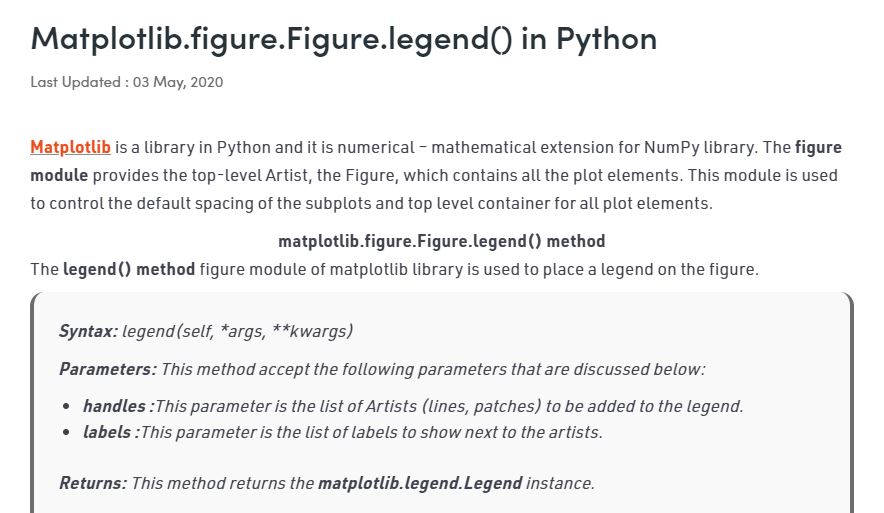 Matplotlib.figure.Figure.legend() in Python
Last Updated : 03 May, 2020
Matplotlib is a library in Python and it is numerical – mathematical extension for NumPy library. The figure
module provides the top-level Artist, the Figure, which contains all the plot elements. This module is used
to control the default spacing of the subplots and top level container for all plot elements.
matplotlib.figure.Figure.legend() method
The legend() method figure module of matplotlib library is used to place a legend on the figure.
Syntax: legend(self, *args, **kwargs)
Parameters: This method accept the following parameters that are discussed below:
• handles :This parameter is the list of Artists (lines, patches) to be added to the legend.
• labels :This parameter is the list of labels to show next to the artists.
Returns: This method returns the matplotlib.legend.Legend instance.